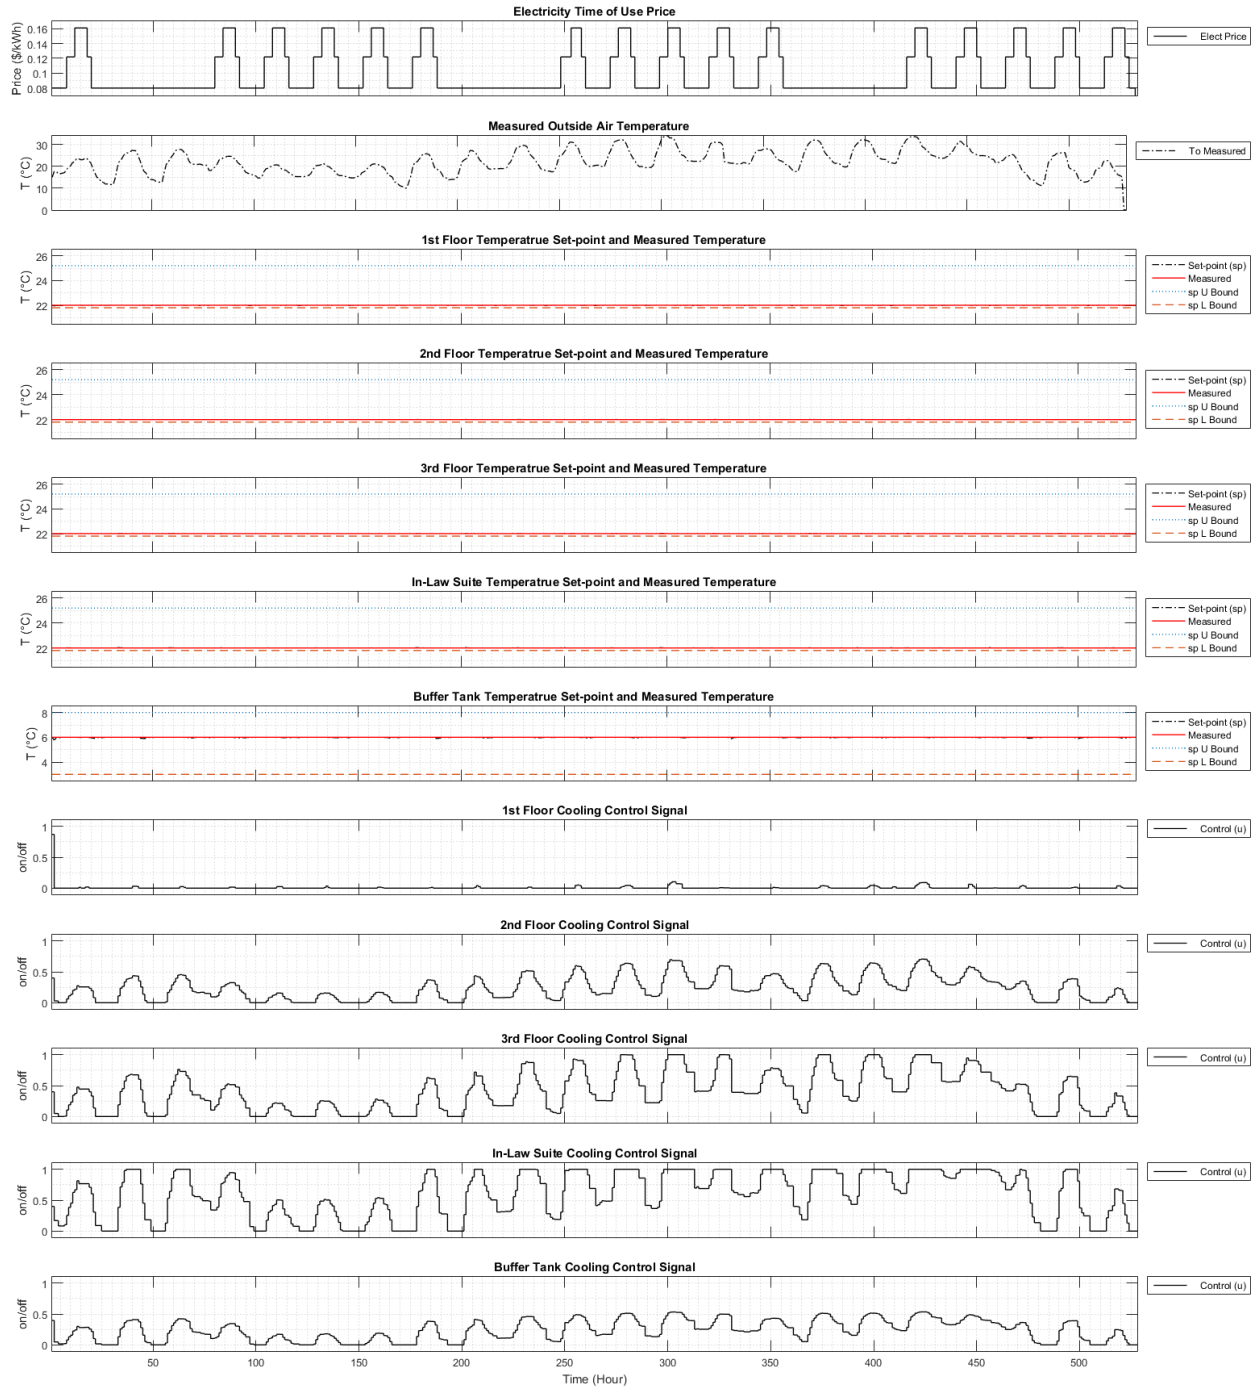 Electricity Time of Use Price
Price ($/kWh)
0.16
0.14
0.12
0.1
0.08
Elect Price
Measured Outside Air Temperature
T (°C)
30
20
10
0
To Measured
1st Floor Temperatrue Set-point and Measured Temperature
T (°C)
26
24
22
Set-point (sp)
Measured
sp U Bound
sp L Bound
2nd Floor Temperatrue Set-point and Measured Temperature
T (°C)
26
24
22
Set-point (sp)
Measured
sp U Bound
sp L Bound
3rd Floor Temperatrue Set-point and Measured Temperature
T (°C)
26
24
22
Set-point (sp)
Measured
sp U Bound
sp L Bound
In-Law Suite Temperatrue Set-point and Measured Temperature
T (°C)
26
24
22
Set-point (sp)
Measured
sp U Bound
sp L Bound
Buffer Tank Temperatrue Set-point and Measured Temperature
T (°C)
8
6
4
Set-point (sp)
Measured
sp U Bound
sp L Bound
1st Floor Cooling Control Signal
on/off
1
0.5
0
Control (u)
2nd Floor Cooling Control Signal
on/off
1
0.5
0
Control (u)
3rd Floor Cooling Control Signal
on/off
1
0.5
0
Control (u)
In-Law Suite Cooling Control Signal
on/off
1
0.5
0
Control (u)
Buffer Tank Cooling Control Signal
on/off
1
0.5
0
Control (u)
50 100 150 200 250 300 350 400 450 500
Time (Hour)